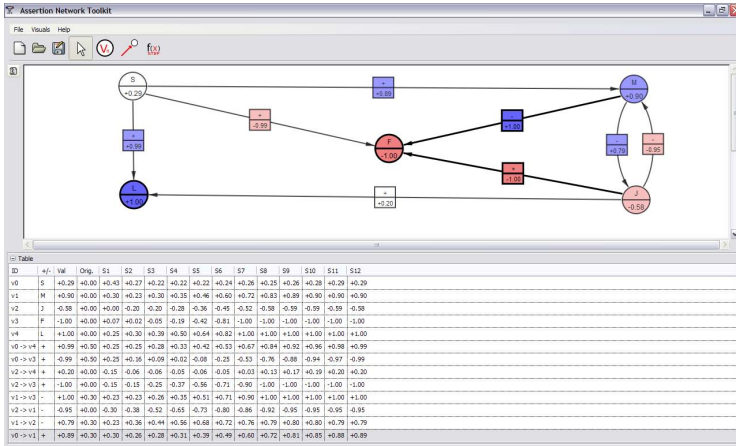 Assertion Network Toolkit
File Visuals Help
f(x)
STEP
S
+0.29
+
+0.89
M
+0.90
+
-0.99
-
+1.00
F
-1.00
+
+0.99
-
+0.79
-
-0.95
+
-1.00
L
+1.00
+
+0.20
J
-0.58
Table
ID +/- Val Orig. S1 S2 S3 S4 S5 S6 S7 S8 S9 S10 S11 S12
v0 S +0.29 +0.00 +0.43 +0.27 +0.22 +0.22 +0.22 +0.24 +0.26 +0.25 +0.26 +0.28 +0.29 +0.29
v1 M +0.90 +0.00 +0.30 +0.23 +0.30 +0.35 +0.46 +0.60 +0.72 +0.83 +0.89 +0.90 +0.90 +0.90
v2 J -0.58 +0.00 +0.00 -0.20 -0.20 -0.28 -0.36 -0.45 -0.52 -0.58 -0.59 -0.59 -0.59 -0.58
v3 F -1.00 +0.00 +0.07 +0.02 -0.05 -0.19 -0.42 -0.81 -1.00 -1.00 -1.00 -1.00 -1.00 -1.00
v4 L +1.00 +0.00 +0.25 +0.30 +0.39 +0.50 +0.64 +0.82 +1.00 +1.00 +1.00 +1.00 +1.00 +1.00
v0 -> v4 + +0.99 +0.50 +0.25 +0.25 +0.28 +0.33 +0.42 +0.53 +0.67 +0.84 +0.92 +0.96 +0.98 +0.99
v0 -> v3 + -0.99 +0.50 +0.25 +0.16 +0.09 +0.02 -0.08 -0.25 -0.53 -0.76 -0.88 -0.94 -0.97 -0.99
v2 -> v4 + +0.20 +0.00 -0.15 -0.06 -0.06 -0.05 -0.06 -0.05 +0.03 +0.13 +0.17 +0.19 +0.20 +0.20
v2 -> v3 + -1.00 +0.00 -0.15 -0.15 -0.25 -0.37 -0.56 -0.71 -0.90 -1.00 -1.00 -1.00 -1.00 -1.00
v1 -> v3 - +1.00 +0.30 +0.23 +0.23 +0.26 +0.35 +0.51 +0.71 +0.90 +1.00 +1.00 +1.00 +1.00 +1.00
v2 -> v1 - -0.95 +0.00 -0.30 -0.38 -0.52 -0.65 -0.73 -0.80 -0.86 -0.92 -0.95 -0.95 -0.95 -0.95
v1 -> v2 - +0.79 +0.30 +0.23 +0.36 +0.44 +0.56 +0.68 +0.72 +0.76 +0.79 +0.80 +0.80 +0.79 +0.79
v0 -> v1 + +0.89 +0.30 +0.30 +0.26 +0.28 +0.31 +0.39 +0.49 +0.60 +0.72 +0.81 +0.85 +0.88 +0.89